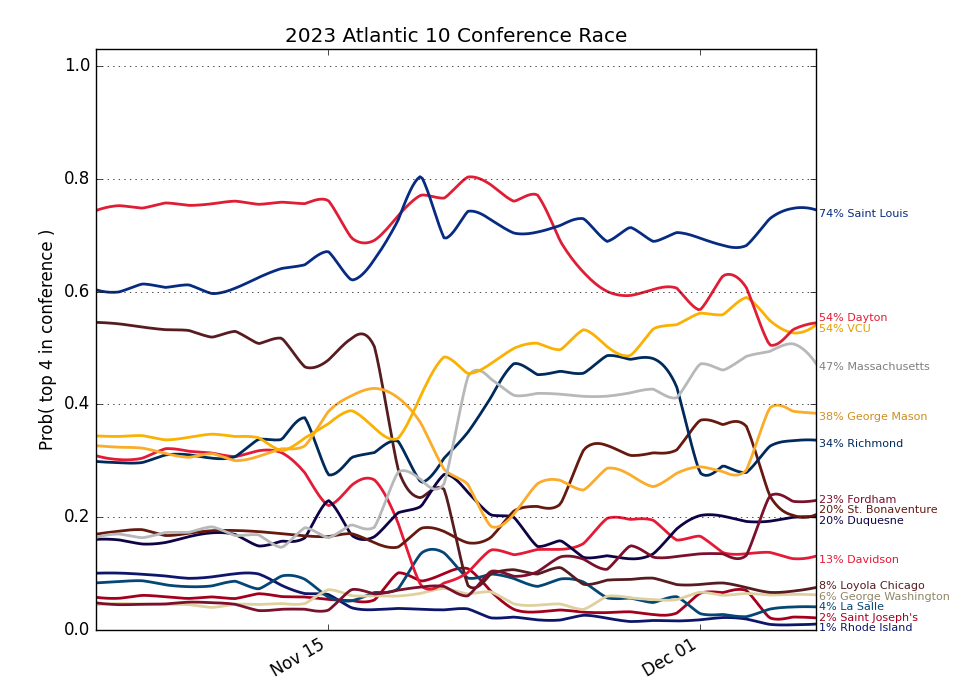 2023 Atlantic 10 Conference Race
Prob( top 4 in conference )
1.0
0.8
0.6
0.4
0.2
0.0
Nov 15
Dec 01
74% Saint Louis
54% Dayton
54% VCU
47% Massachusetts
38% George Mason
34% Richmond
23% Fordham
20% St. Bonaventure
20% Duquesne
13% Davidson
8% Loyola Chicago
6% George Washington
4% La Salle
2% Saint Joseph's
1% Rhode Island